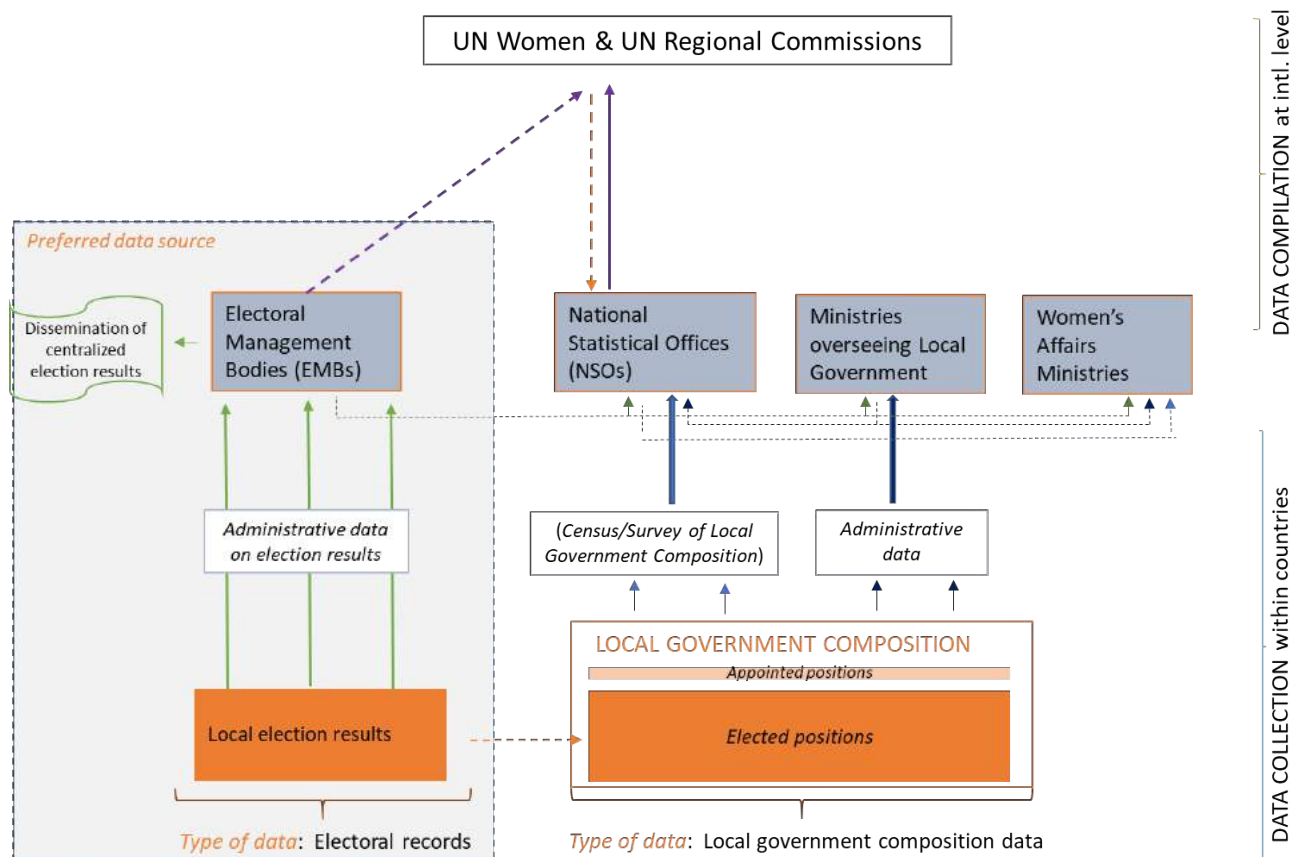 UN Women & UN Regional Commissions
DATA COMPILATION at intl. level
Preferred data source
Dissemination of
centralized
election results
Electoral
Management
Bodies (EMBs)
National
Statistical Offices
(NSOs)
Ministries
overseeing Local
Government
Women’s
Affairs
Ministries
Administrative data
on election results
(Census/Survey of Local
Government Composition)
Administrative
data
LOCAL GOVERNMENT COMPOSITION
Appointed positions
Local election results
Elected positions
DATA COLLECTION within countries
Type of data: Electoral records
Type of data: Local government composition data